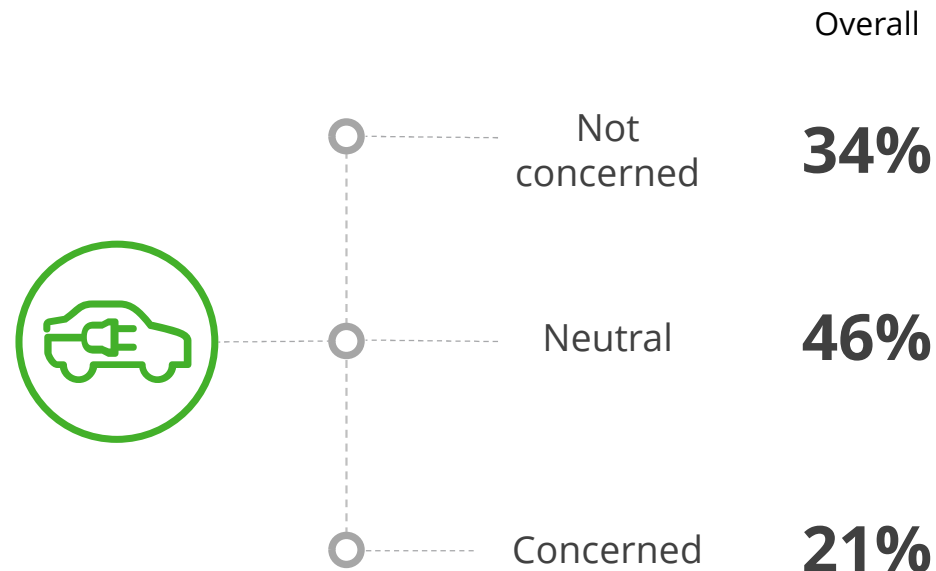 Overall
Not
concerned
34%
Neutral
46%
Concerned
21%